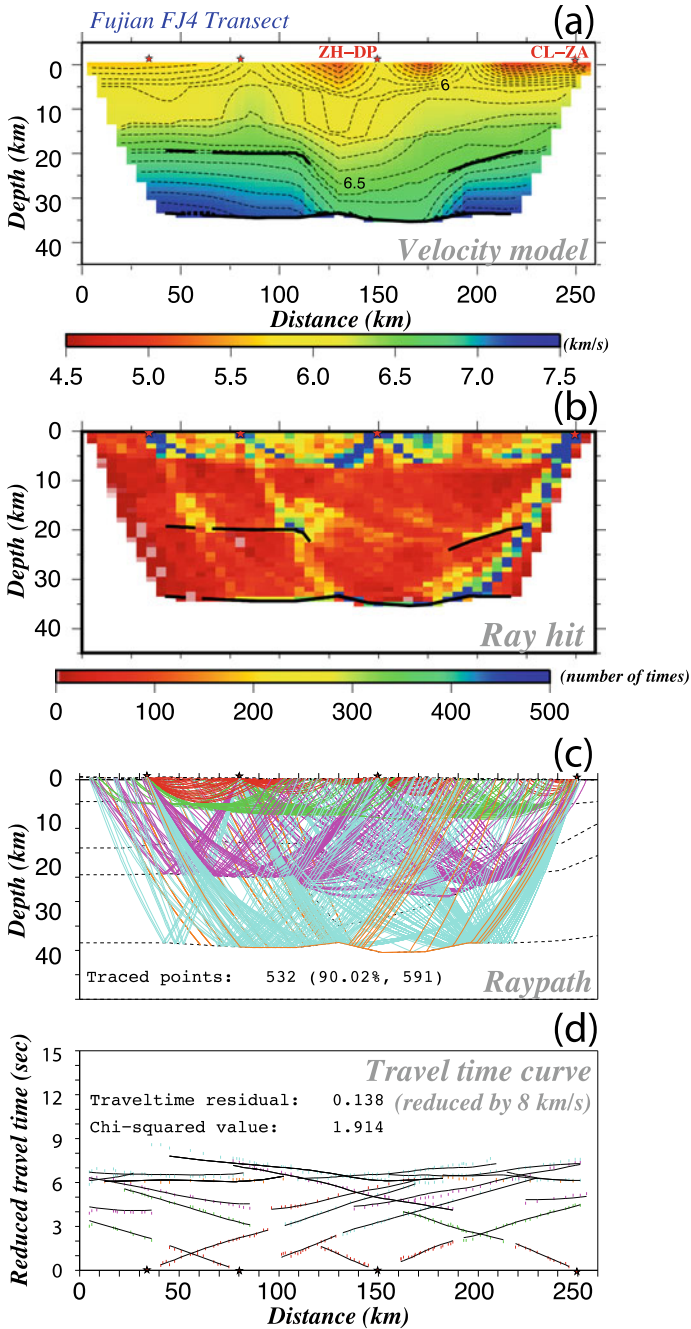 Fujian FJ4 Transect
(a)
ZH–DP
CL–ZA
0
10
20
30
40
Depth (km)
6
6.5
Velocity model
0 50 100 150 200 250
Distance (km)
(km/s)
4.5 5.0 5.5 6.0 6.5 7.0 7.5
(b)
0
10
20
30
40
Depth (km)
Ray hit
(number of times)
0 100 200 300 400 500
(c)
0
10
20
30
40
Depth (km)
Traced points: 532 (90.02%, 591)
Raypath
(d)
15
12
9
6
3
0
Reduced travel time (sec)
Travel time curve
(reduced by 8 km/s)
Traveltime residual: 0.138
Chi–squared value: 1.914
0 50 100 150 200 250
Distance (km)